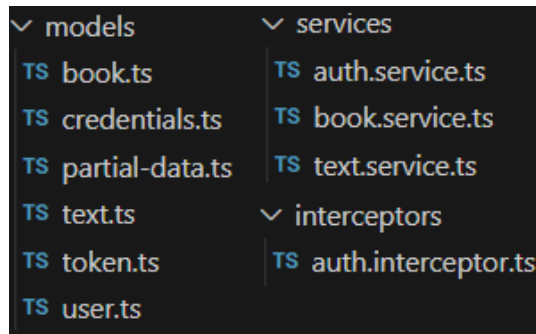 models
TS book.ts
TS credentials.ts
TS partial-data.ts
TS text.ts
TS token.ts
TS user.ts
services
TS auth.service.ts
TS book.service.ts
TS text.service.ts
interceptors
TS auth.interceptor.ts